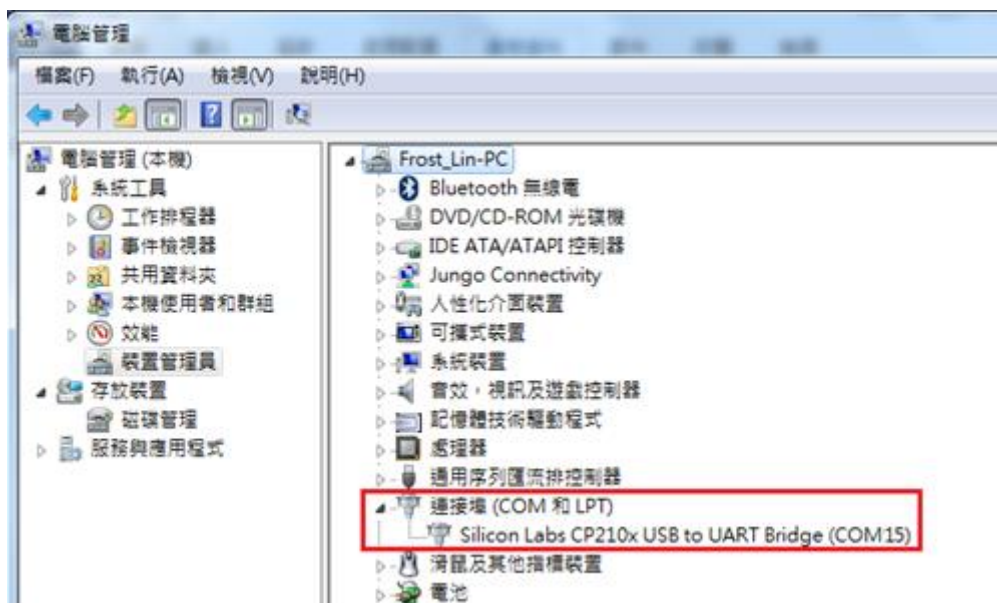 電腦管理
檔案(F) 執行(A) 檢視(V) 說明(H)
電腦管理 (本機)
系統工具
工作排程器
事件檢視器
共用資料夾
本機使用者和群組
效能
裝置管理員
存放裝置
磁碟管理
服務與應用程式
Frost_Lin-PC
Bluetooth 無線電
DVD/CD-ROM 光碟機
IDE ATA/ATAPI 控制器
Jungo Connectivity
人性化介面裝置
可攜式裝置
系統裝置
音效，視訊及遊戲控制器
記憶體技術驅動程式
處理器
通用序列匯流排控制器
連接埠 (COM 和 LPT)
Silicon Labs CP210x USB to UART Bridge (COM15)
滑鼠及其他指標裝置
電池